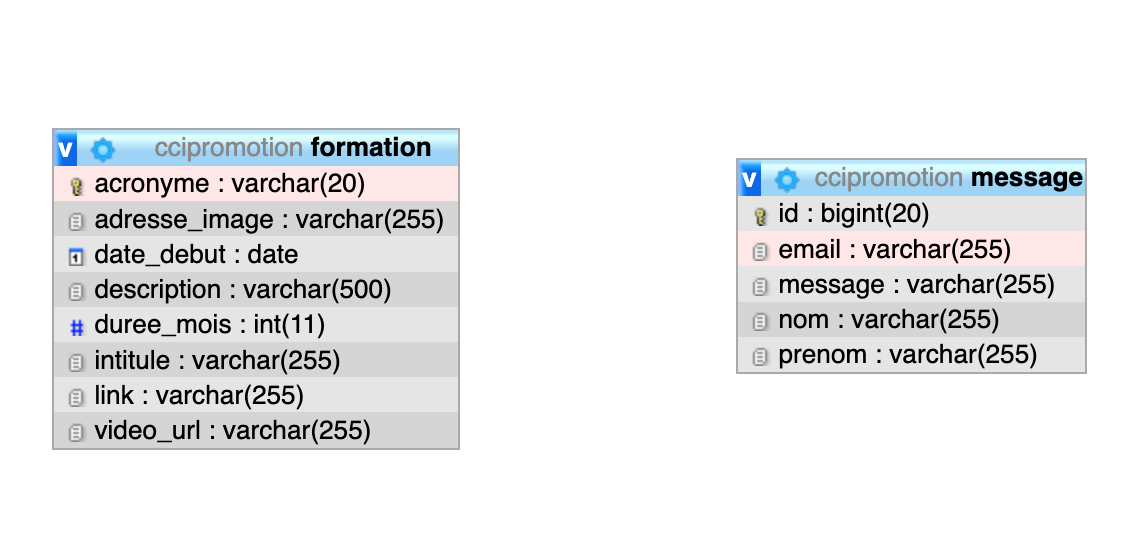 v ccipromotion formation
acronyme : varchar(20)
adresse_image : varchar(255)
date_debut : date
description : varchar(500)
# duree_mois : int(11)
intitule : varchar(255)
link : varchar(255)
video_url : varchar(255)
v ccipromotion message
id : bigint(20)
email : varchar(255)
message : varchar(255)
nom : varchar(255)
prenom : varchar(255)